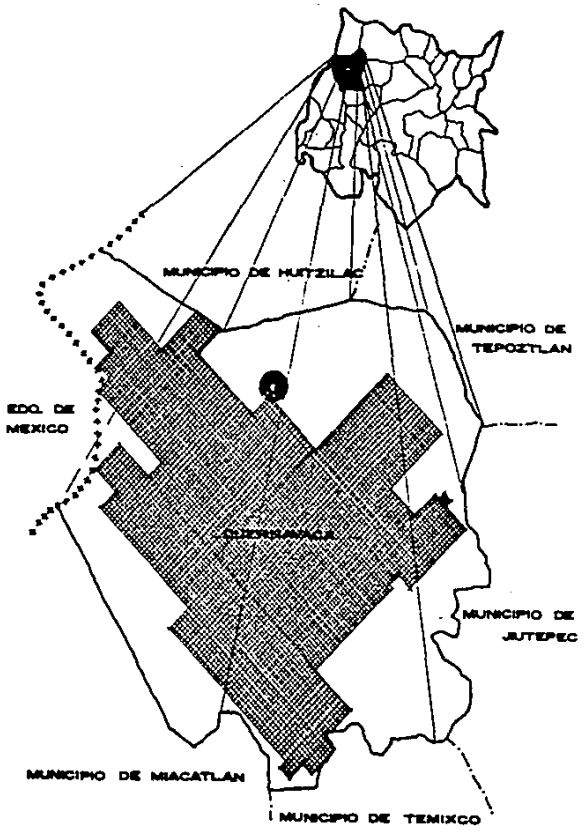 MUNICIPIO DE HUITZILAC
MUNICIPIO DE
TEPOZTLAN
EDO. DE
MEXICO
CUERNAVACA
MUNICIPIO DE
JIUTEPEC
MUNICIPIO DE MIACATLAN
MUNICIPIO DE TEMIXCO